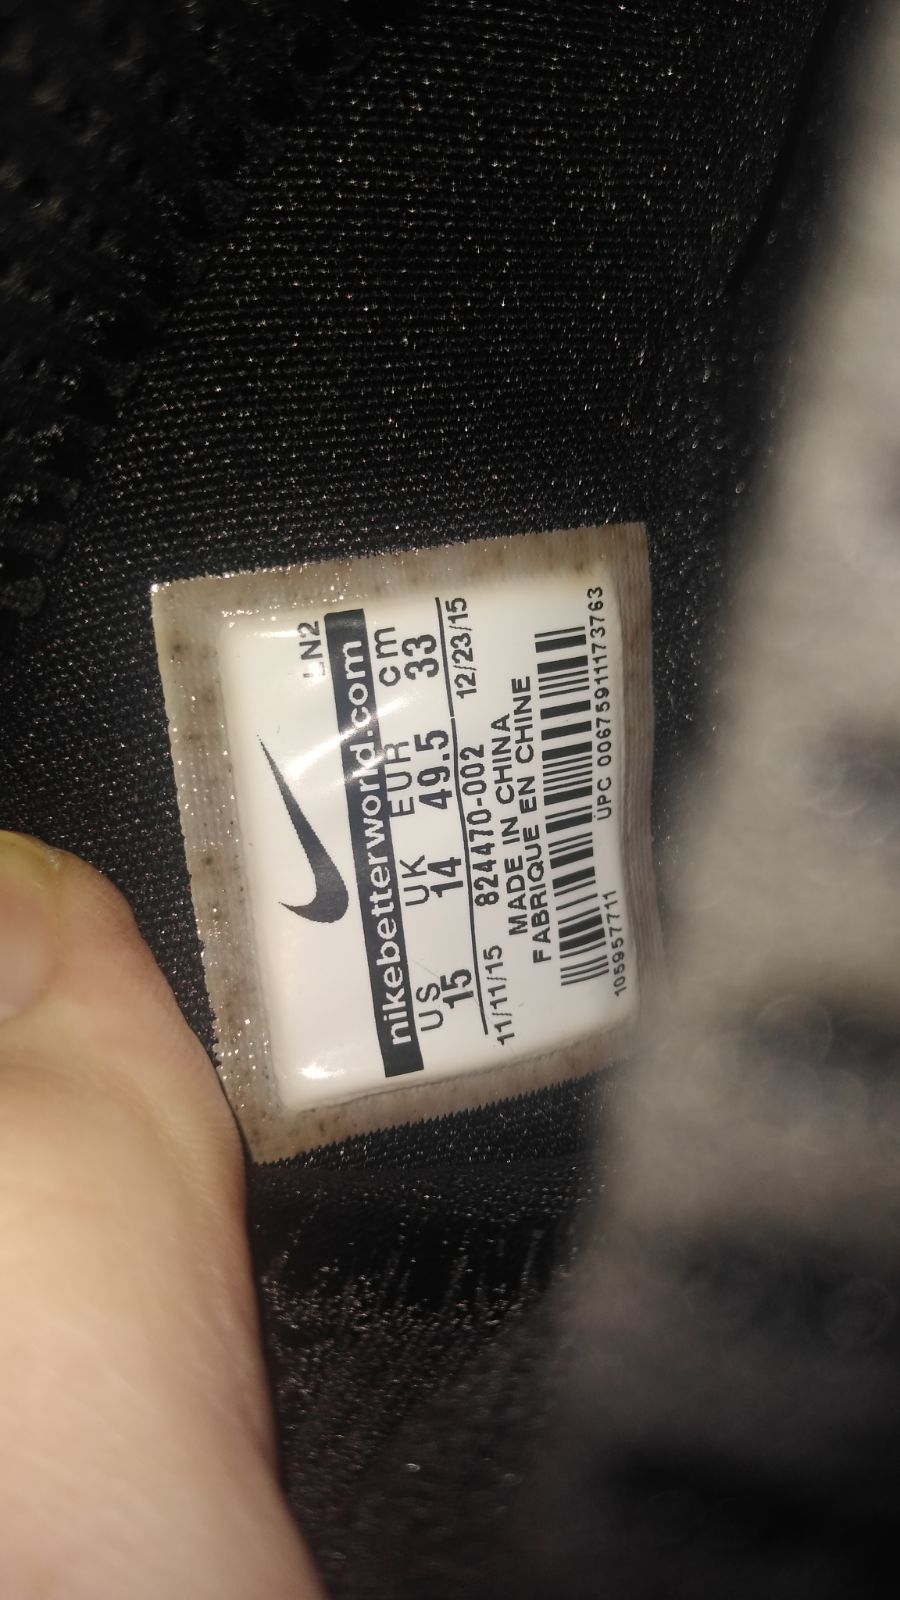 LN2
nikebetterworld.com
US UK EUR cm
15 14 49.5 33
11/11/15 824470-002 12/23/15
MADE IN CHINA
FABRIQUE EN CHINE
105957711 UPC 00675911173763